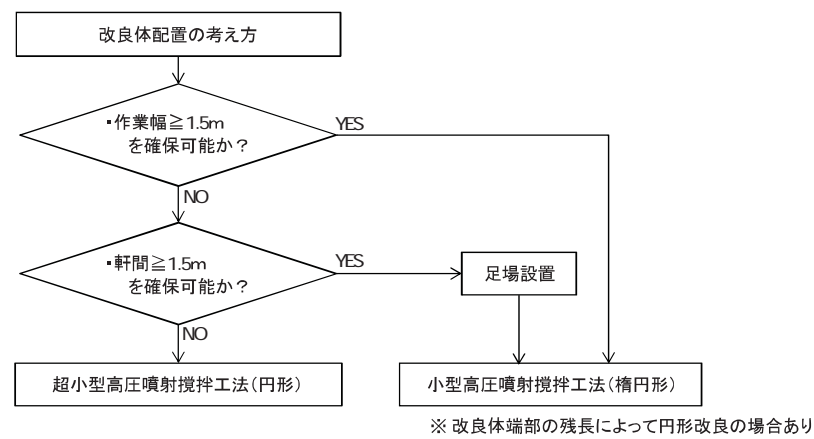 改良体配置の考え方
・作業幅≧1.5m
を確保可能か？
YES
NO
・軒間≧1.5m
を確保可能か？
YES
足場設置
NO
超小型高圧噴射撹拌工法（円形）
小型高圧噴射撹拌工法（楕円形）
※ 改良体端部の残長によって円形改良の場合あり